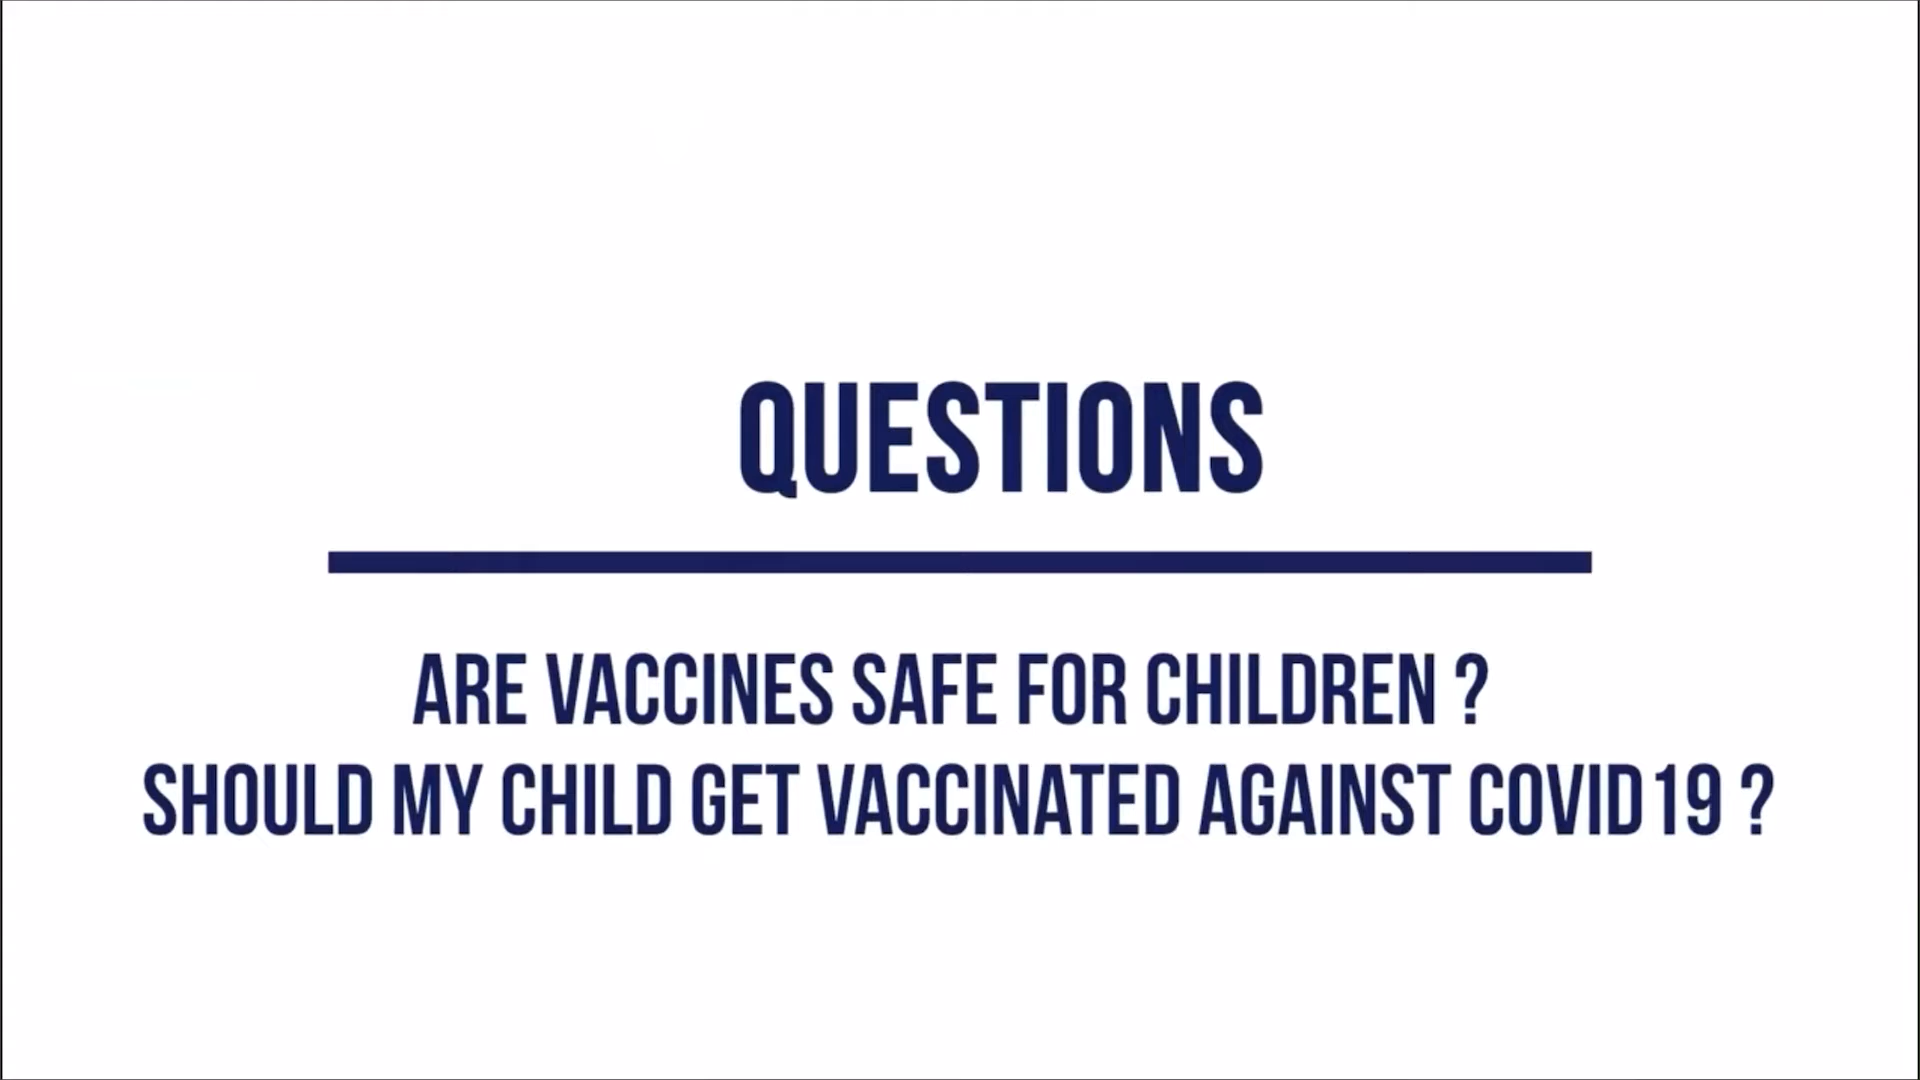 QUESTIONS
ARE VACCINES SAFE FOR CHILDREN ?
SHOULD MY CHILD GET VACCINATED AGAINST COVID19 ?